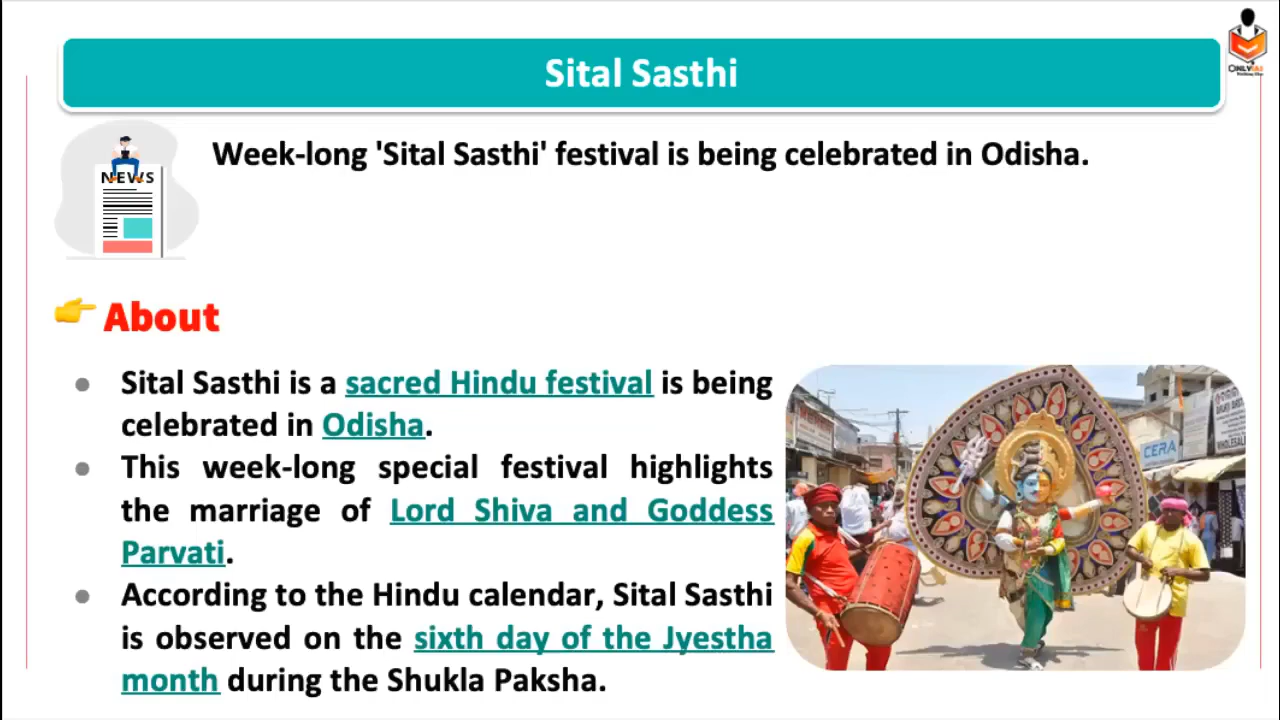 Sital Sasthi
ONLYIAS
NEWS
Week-long 'Sital Sasthi' festival is being celebrated in Odisha.
About
Sital Sasthi is a sacred Hindu festival is being
celebrated in Odisha.
This week-long special festival highlights
the marriage of Lord Shiva and Goddess
Parvati.
According to the Hindu calendar, Sital Sasthi
is observed on the sixth day of the Jyestha
month during the Shukla Paksha.
CERA